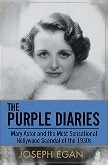 THE
PURPLE DIARIES
Mary Astor and the Most Sensational
Hollywood Scandal of the 1930s
JOSEPH EGAN